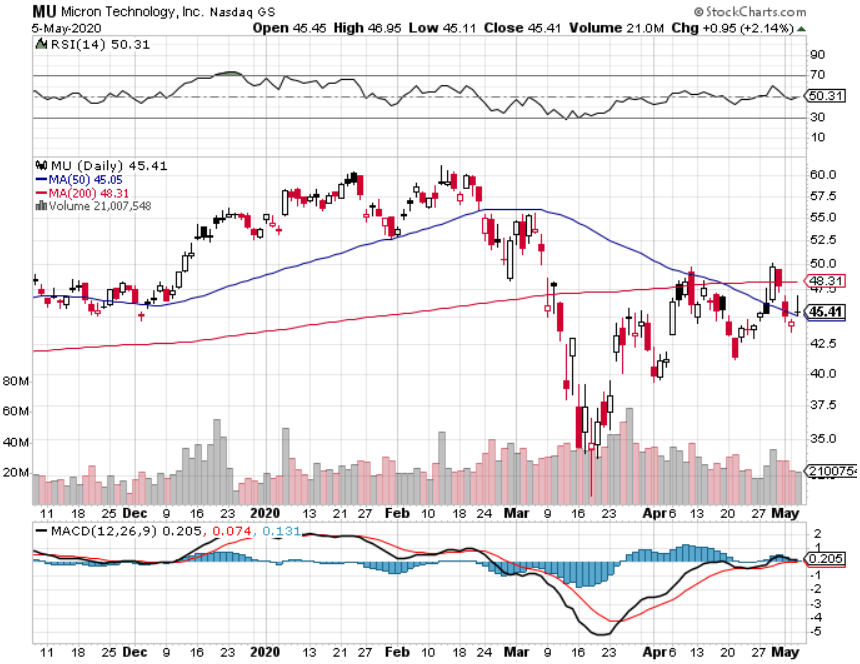 MU Micron Technology, Inc. Nasdaq GS
© StockCharts.com
5-May-2020
Open 45.45 High 46.95 Low 45.11 Close 45.41 Volume 21.0M Chg +0.95 (+2.14%)
RSI(14) 50.31
90
70
50.31
30
10
MU (Daily) 45.41
MA(50) 45.05
MA(200) 48.31
Volume 21,007,548
60.0
57.5
55.0
52.5
50.0
48.31
45.41
42.5
40.0
37.5
35.0
80M
60M
40M
20M
2100754
11 18 25 Dec 9 16 23 2020 13 21 27 Feb 10 18 24 Mar 9 16 23 Apr 6 13 20 27 May
MACD(12,26,9) 0.205, 0.074, 0.131
2
1
0.205
-1
-2
-3
-4
-5
11 18 25 Dec 9 16 23 2020 13 21 27 Feb 10 18 24 Mar 9 16 23 Apr 6 13 20 27 May